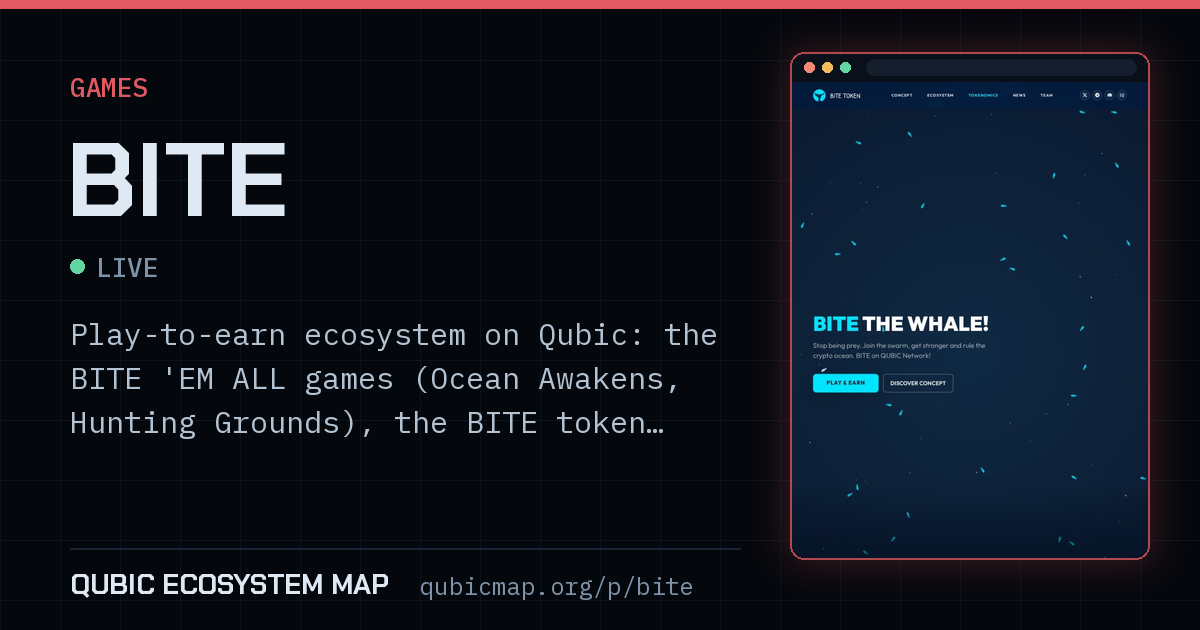 GAMES
BITE
LIVE
Play-to-earn ecosystem on Qubic: the
BITE 'EM ALL games (Ocean Awakens,
Hunting Grounds), the BITE token…
QUBIC ECOSYSTEM MAP qubicmap.org/p/bite
BITE TOKEN CONCEPT ECOSYSTEM TOKENOMICS NEWS TEAM
BITE THE WHALE!
Stop being prey. Join the swarm, get stronger and rule the
crypto ocean. BITE on QUBIC Network!
PLAY & EARN DISCOVER CONCEPT